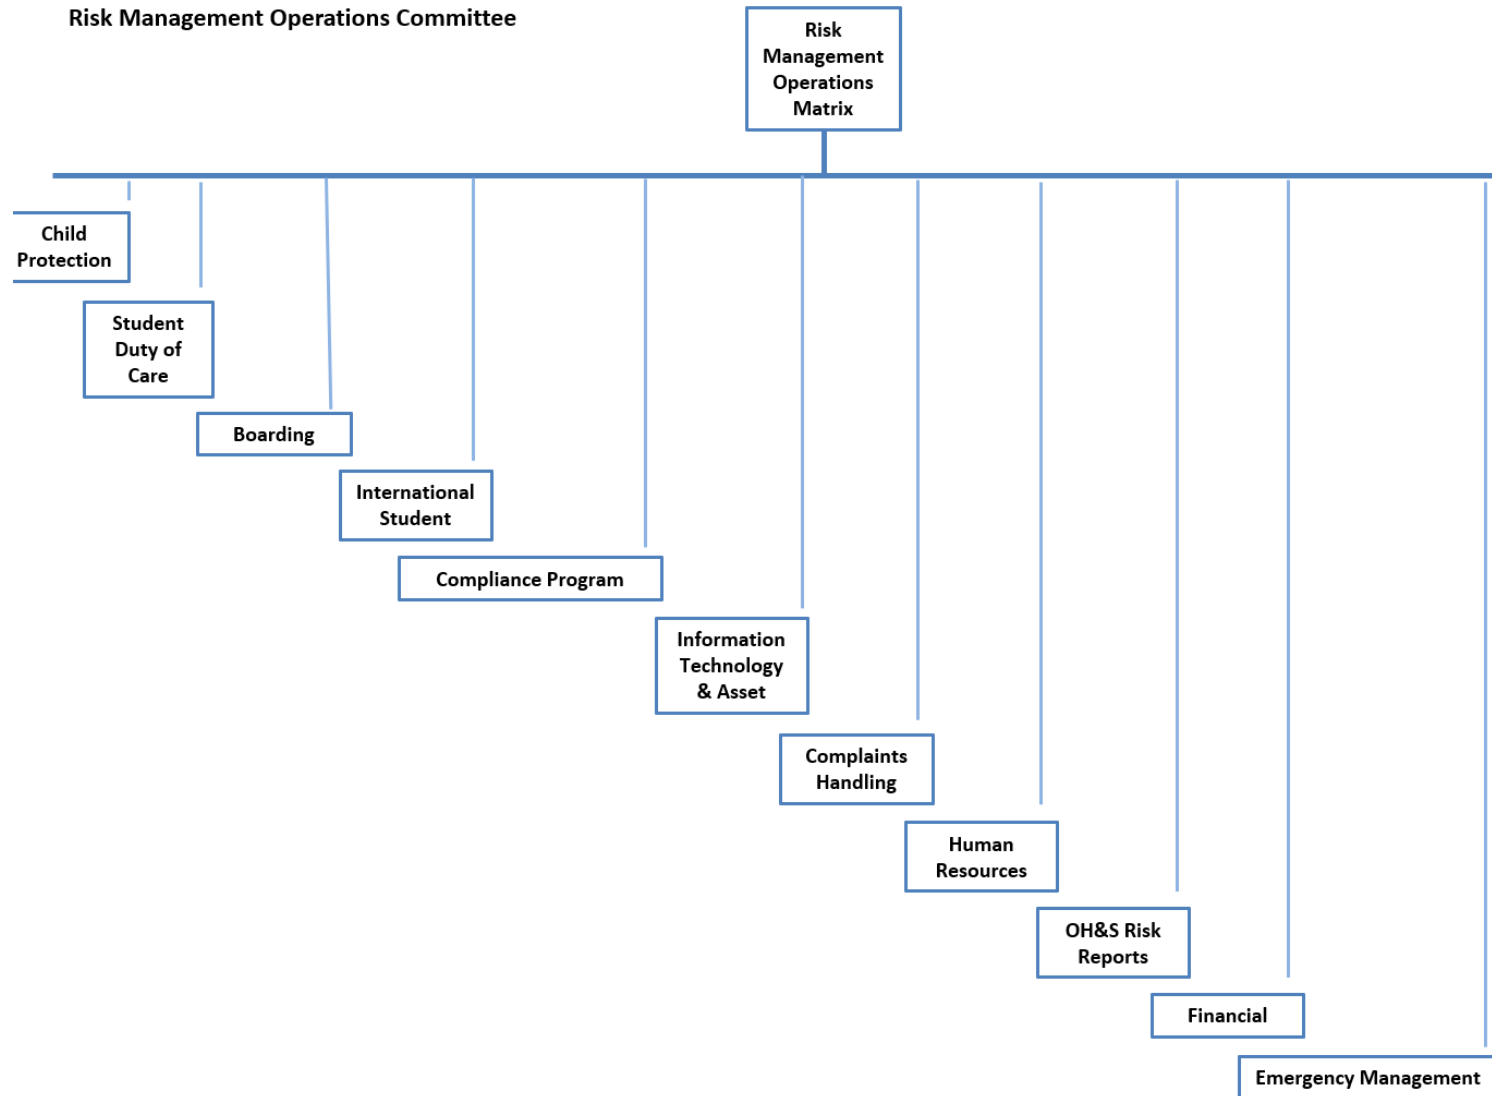 Risk Management Operations Committee
Risk
Management
Operations
Matrix
Child
Protection
Student
Duty of
Care
Boarding
International
Student
Compliance Program
Information
Technology
& Asset
Complaints
Handling
Human
Resources
OH&S Risk
Reports
Financial
Emergency Management